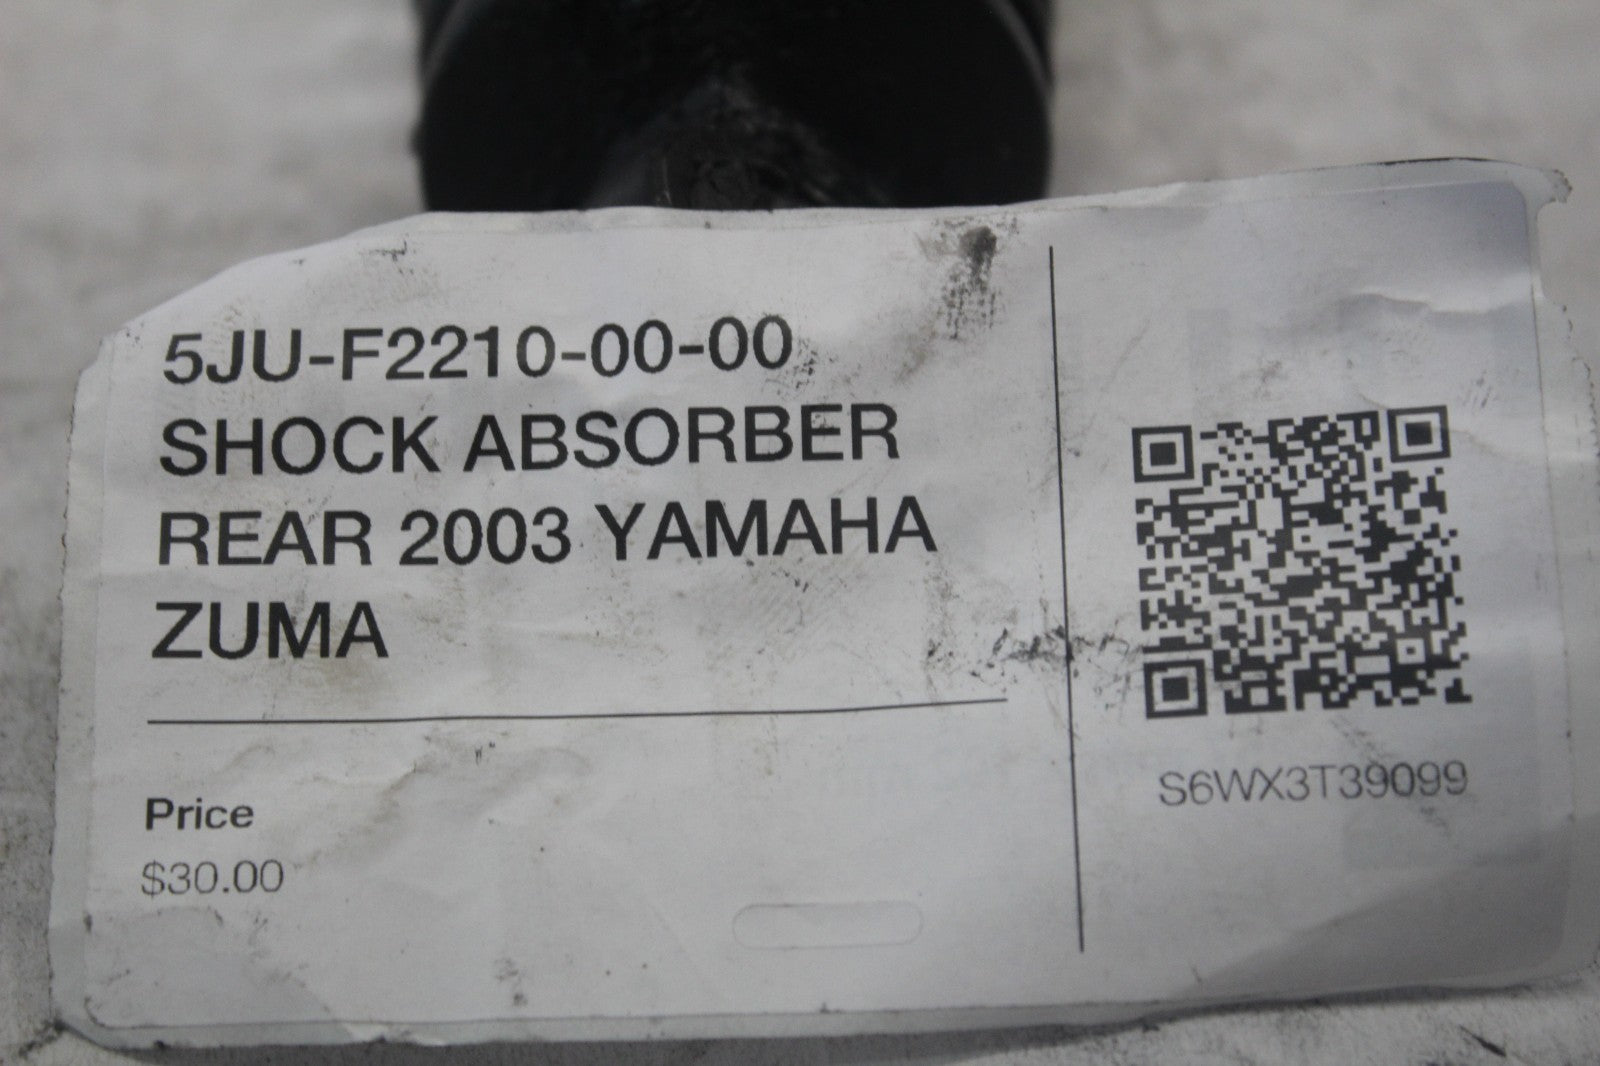 5JU-F2210-00-00
SHOCK ABSORBER
REAR 2003 YAMAHA
ZUMA
Price
$30.00
S6WX3T39099